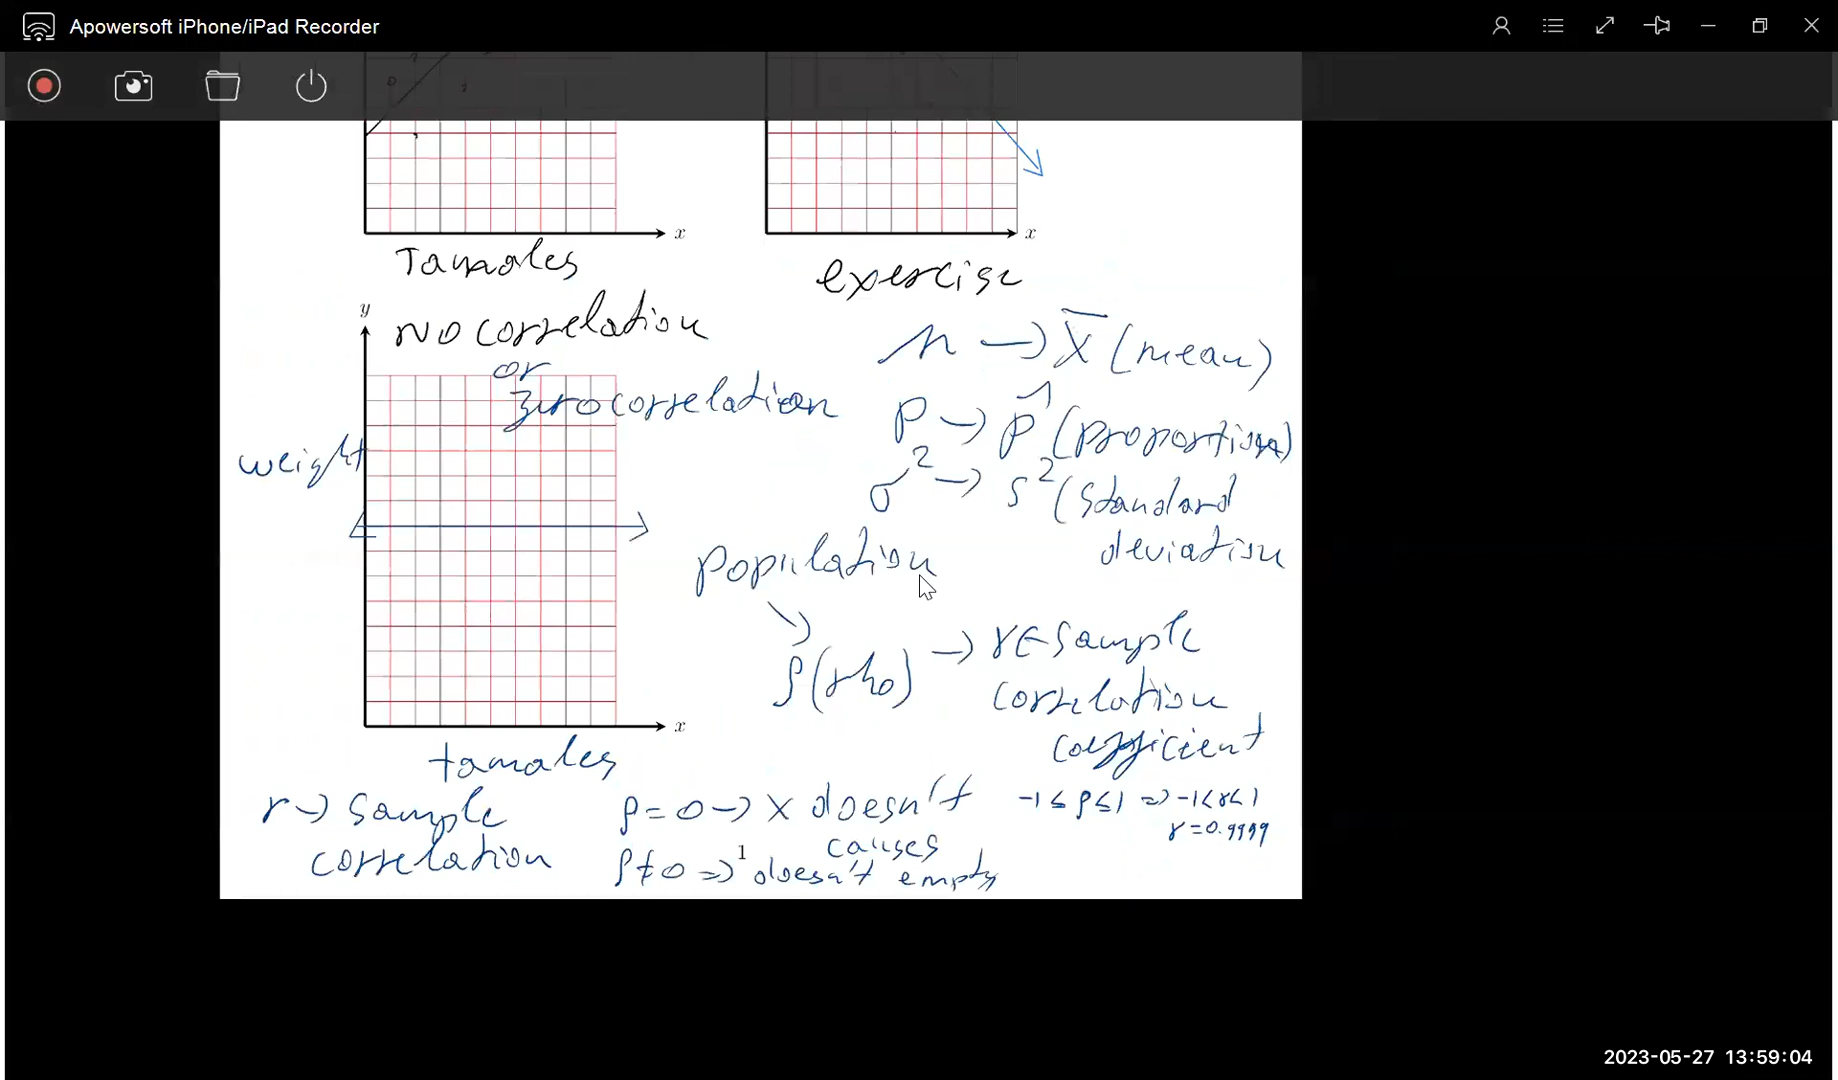 Apowersoft iPhone/iPad Recorder
x
x
Tamales
exercise
y
NO correlation
or
zero correlation
weight
μ → x̄ (mean)
p → p̂ (proportion)
σ² → s² (standard
deviation
population
ρ(rho) → r ← sample
correlation
coefficient
x
tamales
r → sample
correlation
ρ = 0 → x doesn't
causes
ρ ≠ 0 => doesn't empty
1
-1 ≤ ρ ≤ 1 => -1 < r < 1
r = 0.9999
2023-05-27 13:59:04